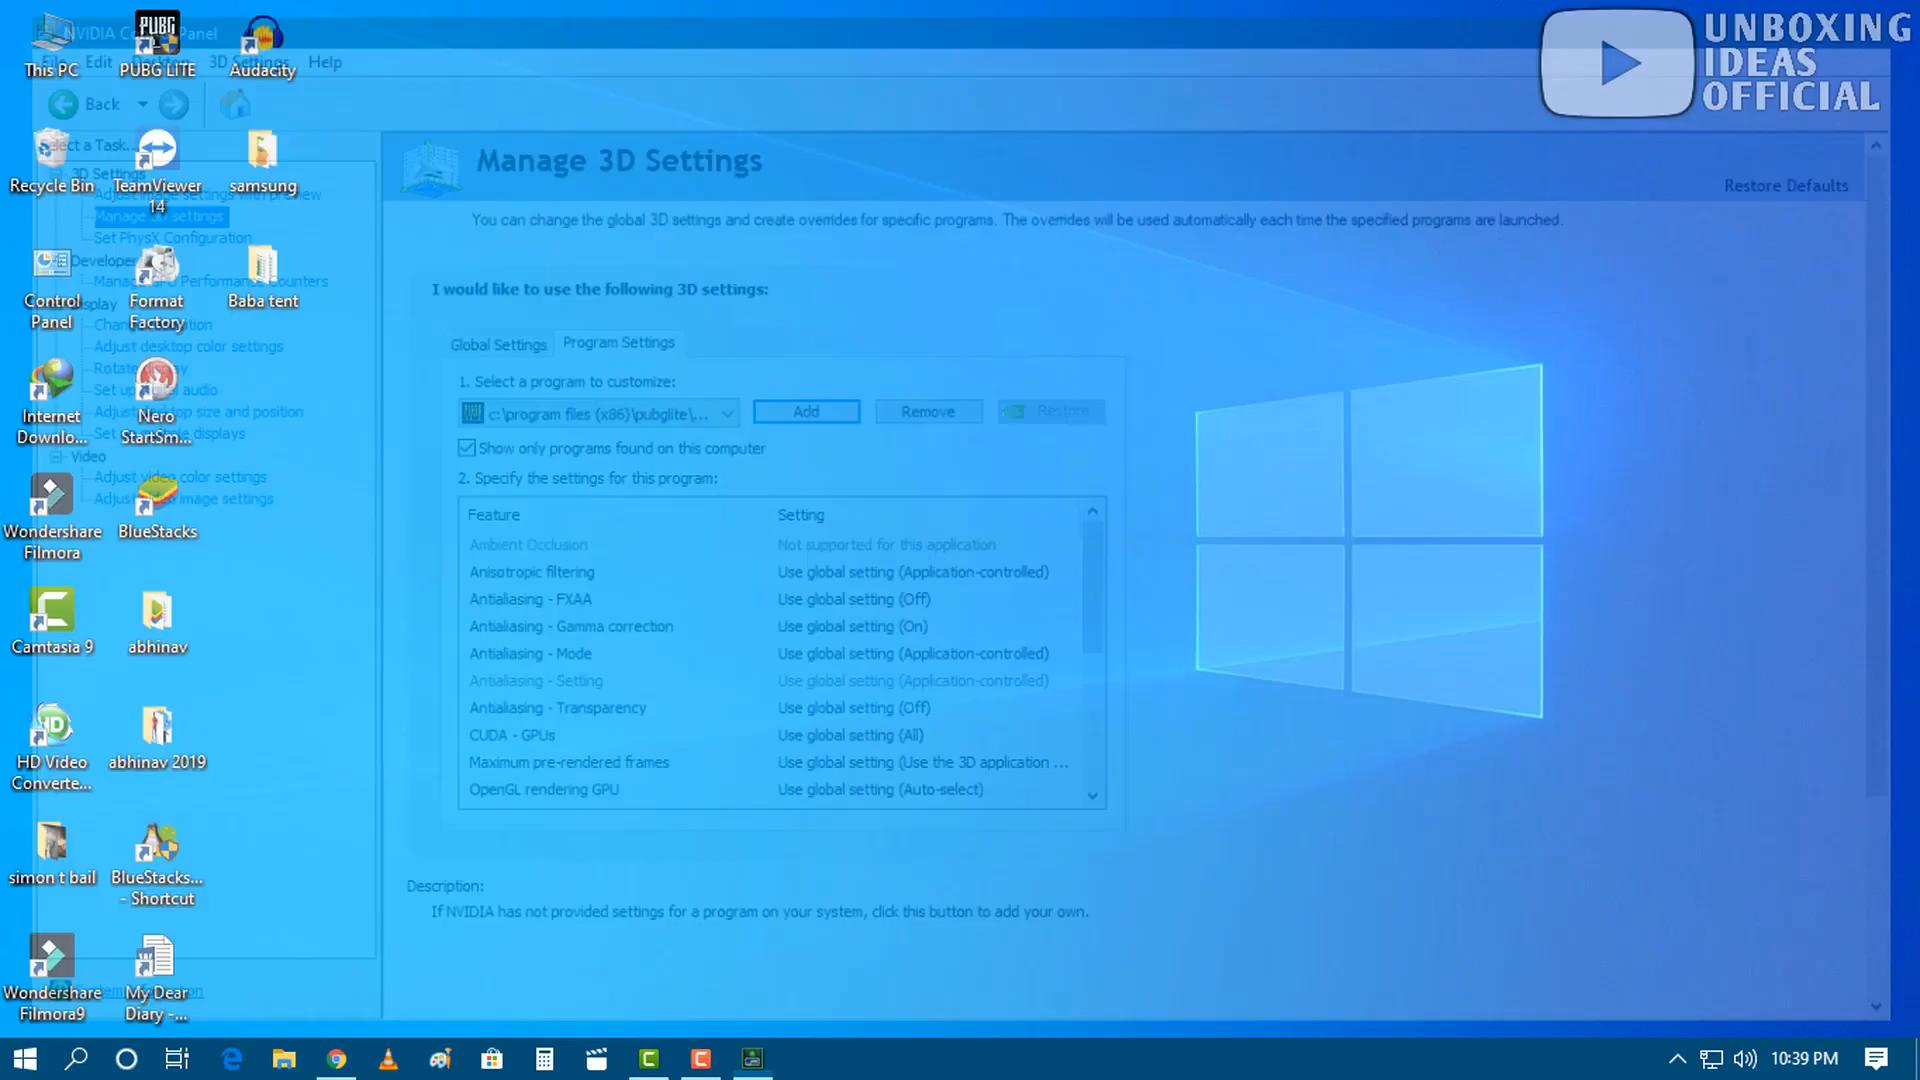 NVIDIA Co Panel
File Edit Desktop 3D Settings Help
This PC
PUBG LITE
Audacity
PUBG
UNBOXING
IDEAS
OFFICIAL
Back
Select a Task...
3D Settings
Adjust image settings with preview
Manage 3D settings
Set PhysX Configuration
Developer
Manage GPU Performance Counters
Display
Change resolution
Adjust desktop color settings
Rotate display
Set up digital audio
Adjust desktop size and position
Set up multiple displays
Video
Adjust video color settings
Adjust video image settings
System Information
Recycle Bin
TeamViewer
14
samsung
Control
Panel
Format
Factory
Baba tent
Internet
Downlo...
Nero
StartSm...
Wondershare
Filmora
BlueStacks
Camtasia 9
abhinav
HD Video
Converte...
abhinav 2019
simon t bail
BlueStacks...
- Shortcut
Wondershare
Filmora9
My Dear
Diary -...
Manage 3D Settings
Restore Defaults
You can change the global 3D settings and create overrides for specific programs. The overrides will be used automatically each time the specified programs are launched.
I would like to use the following 3D settings:
Global Settings
Program Settings
1. Select a program to customize:
c:\program files (x86)\pubglite\...
Add
Remove
Restore
Show only programs found on this computer
2. Specify the settings for this program:
Feature Setting
Ambient Occlusion Not supported for this application
Anisotropic filtering Use global setting (Application-controlled)
Antialiasing - FXAA Use global setting (Off)
Antialiasing - Gamma correction Use global setting (On)
Antialiasing - Mode Use global setting (Application-controlled)
Antialiasing - Setting Use global setting (Application-controlled)
Antialiasing - Transparency Use global setting (Off)
CUDA - GPUs Use global setting (All)
Maximum pre-rendered frames Use global setting (Use the 3D application ...
OpenGL rendering GPU Use global setting (Auto-select)
Description:
If NVIDIA has not provided settings for a program on your system, click this button to add your own.
10:39 PM